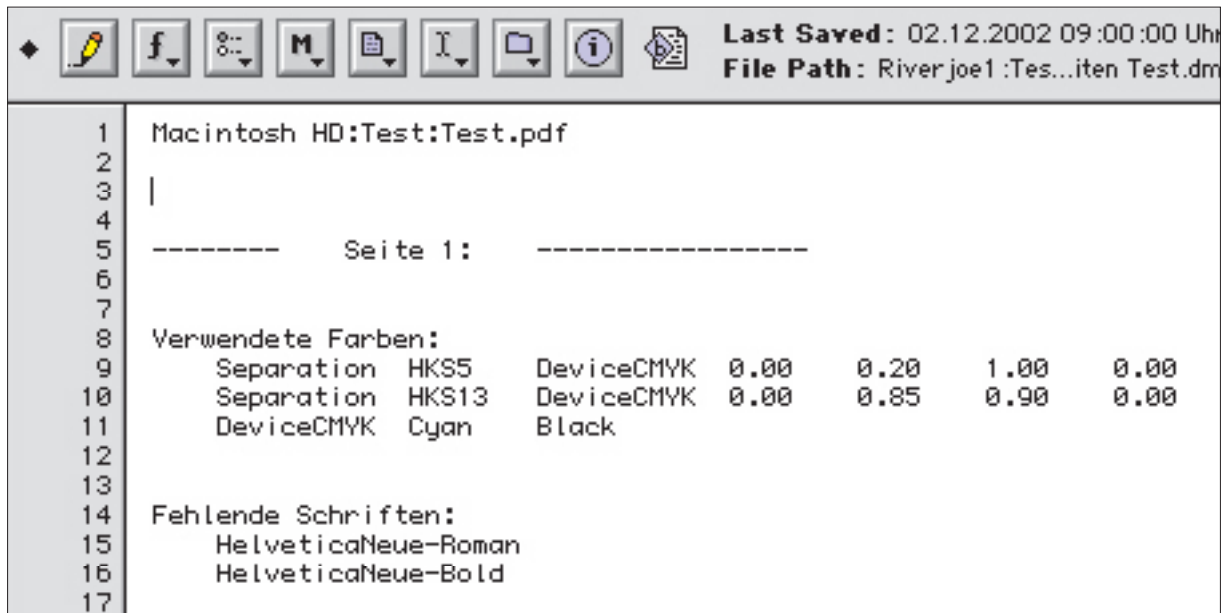 Last Saved: 02.12.2002 09:00:00 Uhr
File Path: Riverjoe1:Tes...iten Test.dm
1 Macintosh HD:Test:Test.pdf
2
3
4
5 -------- Seite 1: -----------------
6
7
8 Verwendete Farben:
9 Separation HKS5 DeviceCMYK 0.00 0.20 1.00 0.00
10 Separation HKS13 DeviceCMYK 0.00 0.85 0.90 0.00
11 DeviceCMYK Cyan Black
12
13
14 Fehlende Schriften:
15 HelveticaNeue-Roman
16 HelveticaNeue-Bold
17